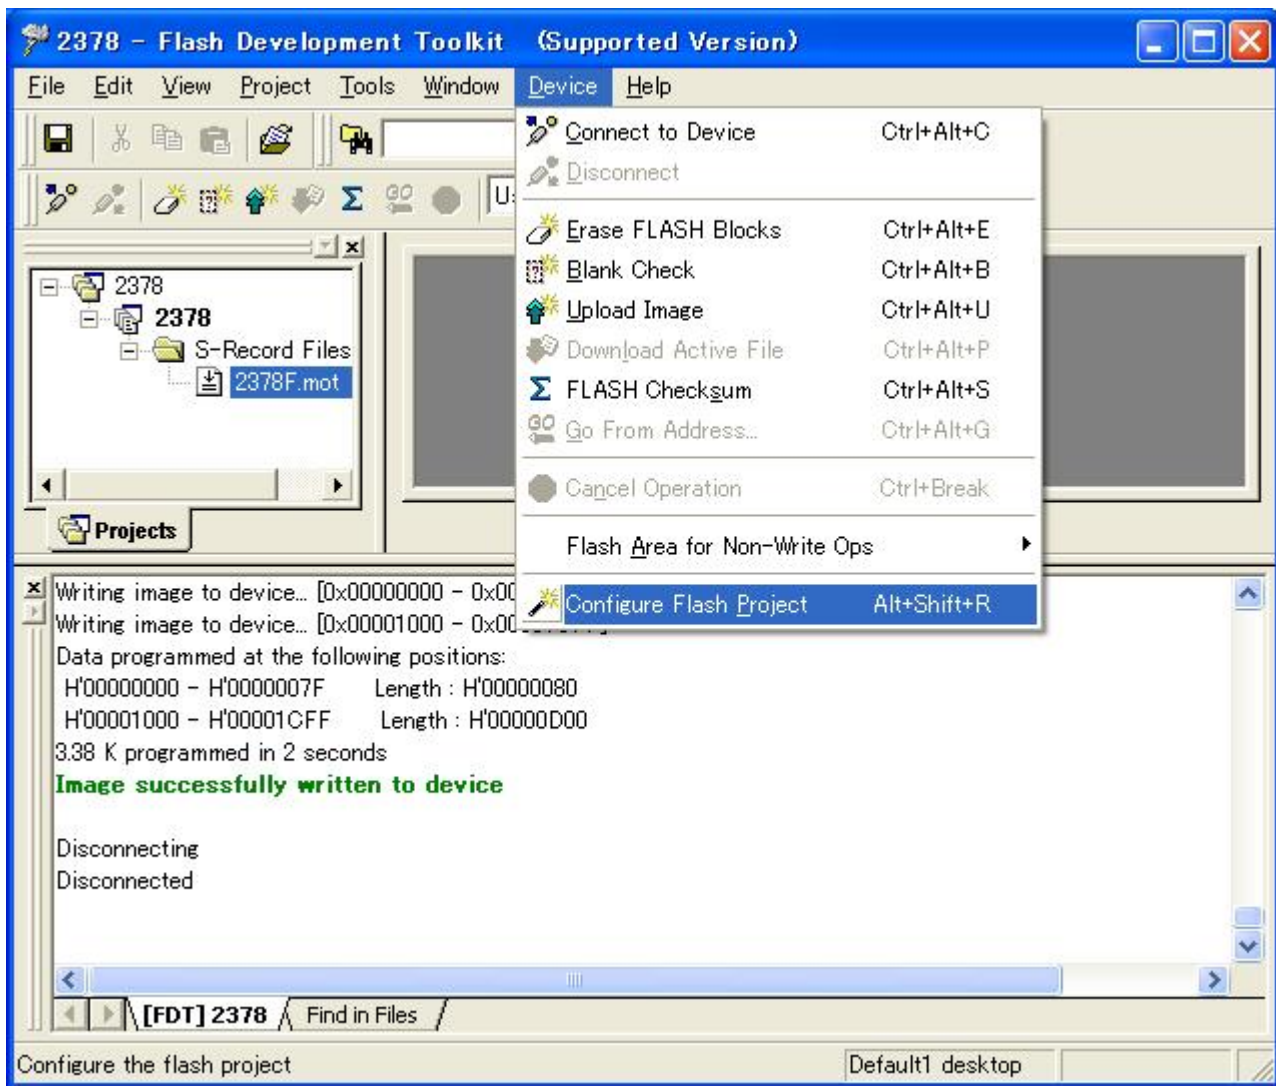 2378 - Flash Development Toolkit (Supported Version)
File Edit View Project Tools Window Device Help
Connect to Device Ctrl+Alt+C
Disconnect
Erase FLASH Blocks Ctrl+Alt+E
Blank Check Ctrl+Alt+B
Upload Image Ctrl+Alt+U
Download Active File Ctrl+Alt+P
FLASH Checksum Ctrl+Alt+S
Go From Address... Ctrl+Alt+G
Cancel Operation Ctrl+Break
Flash Area for Non-Write Ops
Configure Flash Project Alt+Shift+R
2378
2378
S-Record Files
2378F.mot
Projects
Writing image to device... [0x00000000 - 0x00
Writing image to device... [0x00001000 - 0x00
Data programmed at the following positions:
H'00000000 - H'0000007F Length : H'00000080
H'00001000 - H'00001CFF Length : H'00000D00
3.38 K programmed in 2 seconds
Image successfully written to device
Disconnecting
Disconnected
[FDT] 2378 Find in Files
Configure the flash project Default1 desktop